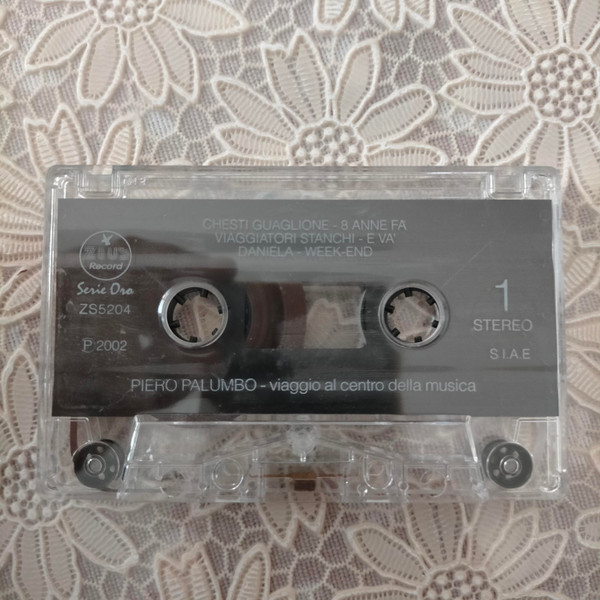 CHESTI GUAGLIONE - 8 ANNE FA
VIAGGIATORI STANCHI - E VA'
DANIELA - WEEK-END
ZEUS
Record
Serie Oro
ZS5204
P 2002
1
STEREO
S.I.A.E
PIERO PALUMBO - viaggio al centro della musica